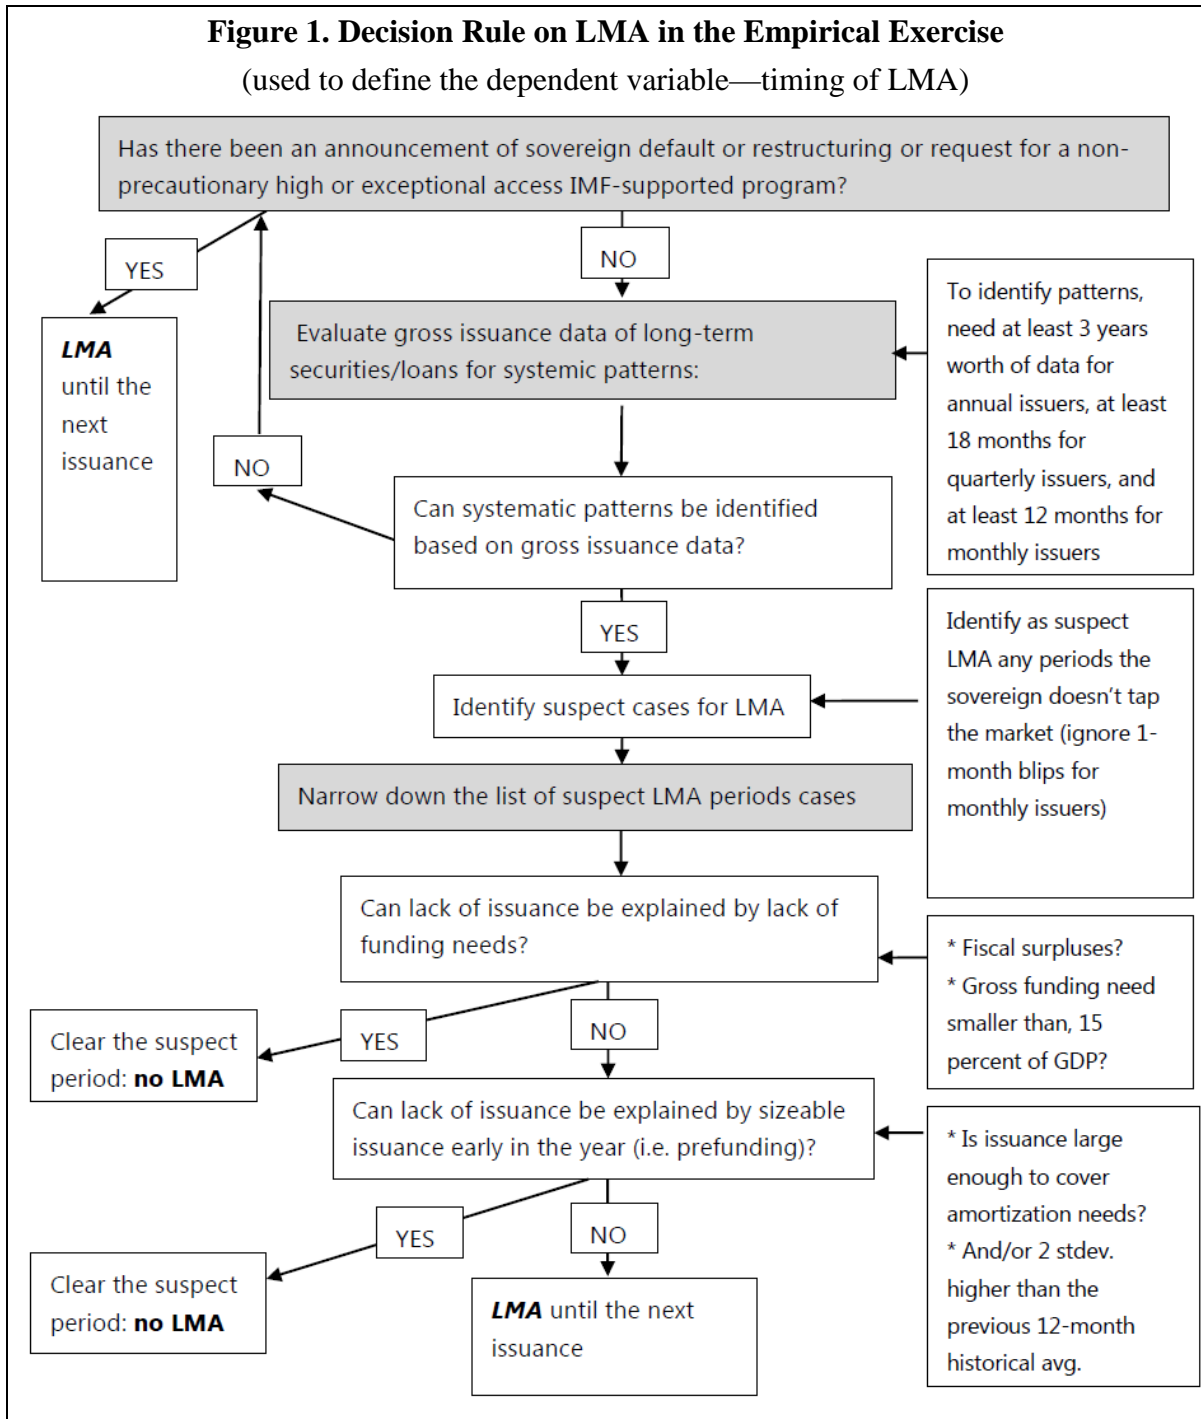 Figure 1. Decision Rule on LMA in the Empirical Exercise
(used to define the dependent variable—timing of LMA)
Has there been an announcement of sovereign default or restructuring or request for a non-
precautionary high or exceptional access IMF-supported program?
YES
NO
LMA
until the
next
issuance
Evaluate gross issuance data of long-term
securities/loans for systemic patterns:
To identify patterns,
need at least 3 years
worth of data for
annual issuers, at least
18 months for
quarterly issuers, and
at least 12 months for
monthly issuers
NO
Can systematic patterns be identified
based on gross issuance data?
YES
Identify suspect cases for LMA
Identify as suspect
LMA any periods the
sovereign doesn't tap
the market (ignore 1-
month blips for
monthly issuers)
Narrow down the list of suspect LMA periods cases
Can lack of issuance be explained by lack of
funding needs?
* Fiscal surpluses?
* Gross funding need
smaller than, 15
percent of GDP?
YES
NO
Clear the suspect
period: no LMA
Can lack of issuance be explained by sizeable
issuance early in the year (i.e. prefunding)?
* Is issuance large
enough to cover
amortization needs?
* And/or 2 stdev.
higher than the
previous 12-month
historical avg.
YES
NO
Clear the suspect
period: no LMA
LMA until the next
issuance